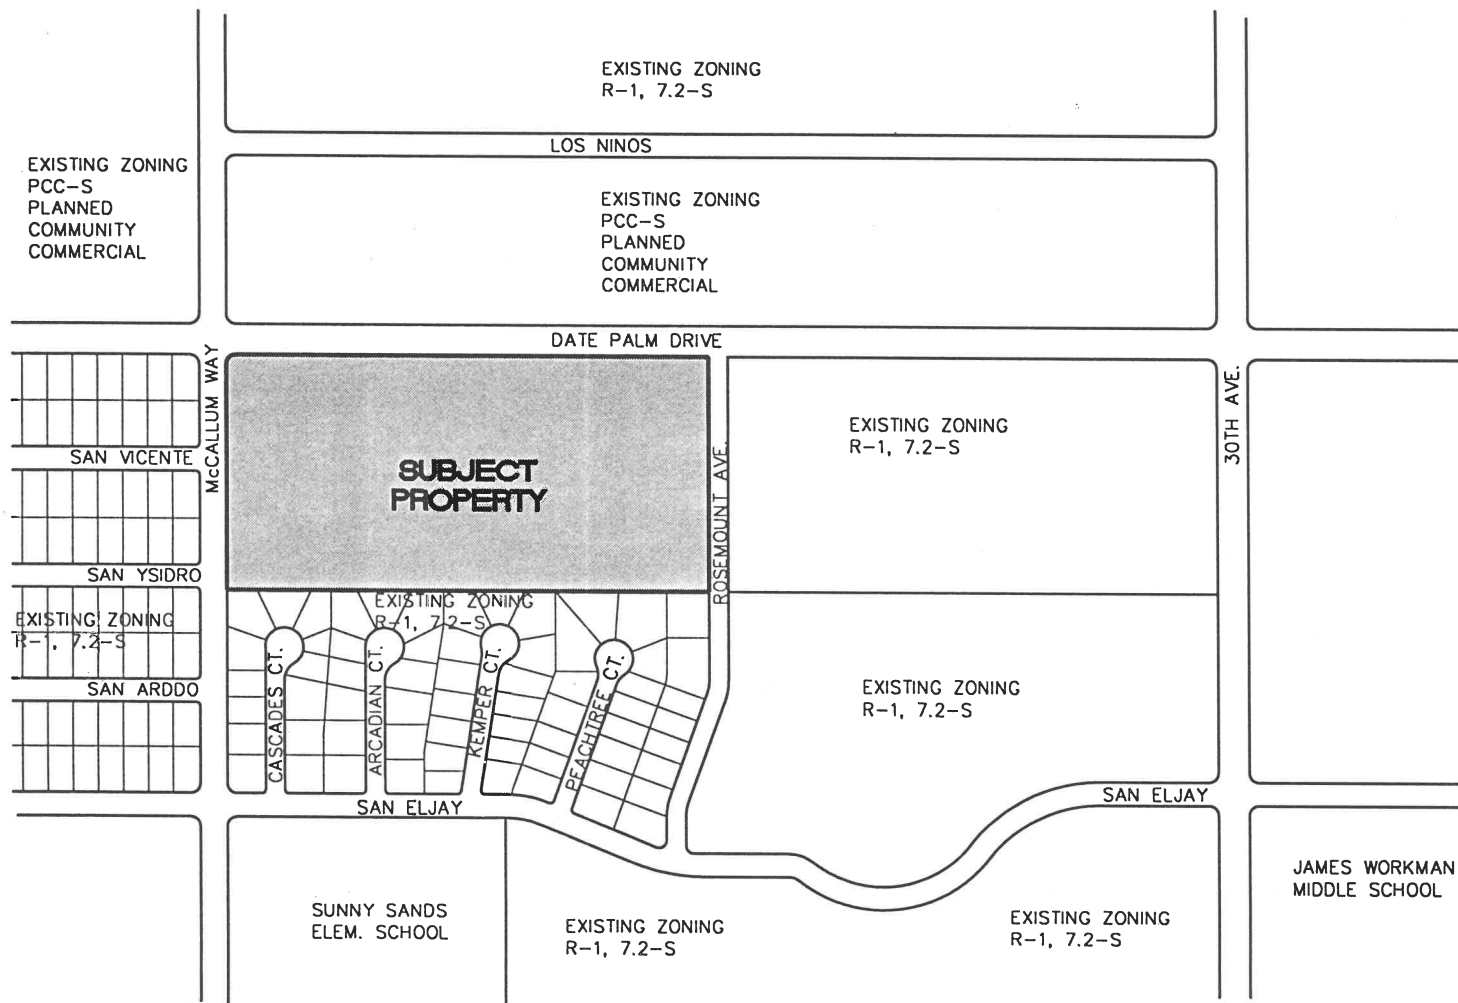 EXISTING ZONING
R-1, 7.2-S
LOS NINOS
EXISTING ZONING
PCC-S
PLANNED
COMMUNITY
COMMERCIAL
EXISTING ZONING
PCC-S
PLANNED
COMMUNITY
COMMERCIAL
DATE PALM DRIVE
McCALLUM WAY
30TH AVE.
EXISTING ZONING
R-1, 7.2-S
SAN VICENTE
SUBJECT
PROPERTY
ROSEMOUNT AVE.
SAN YSIDRO
EXISTING ZONING
R-1, 7.2-S
EXISTING ZONING
R-1, 7.2-S
SAN ARDDO
CASCADES CT.
ARCADIAN CT.
KEMPER CT.
PEACHTREE CT.
EXISTING ZONING
R-1, 7.2-S
SAN ELJAY
SAN ELJAY
JAMES WORKMAN
MIDDLE SCHOOL
SUNNY SANDS
ELEM. SCHOOL
EXISTING ZONING
R-1, 7.2-S
EXISTING ZONING
R-1, 7.2-S